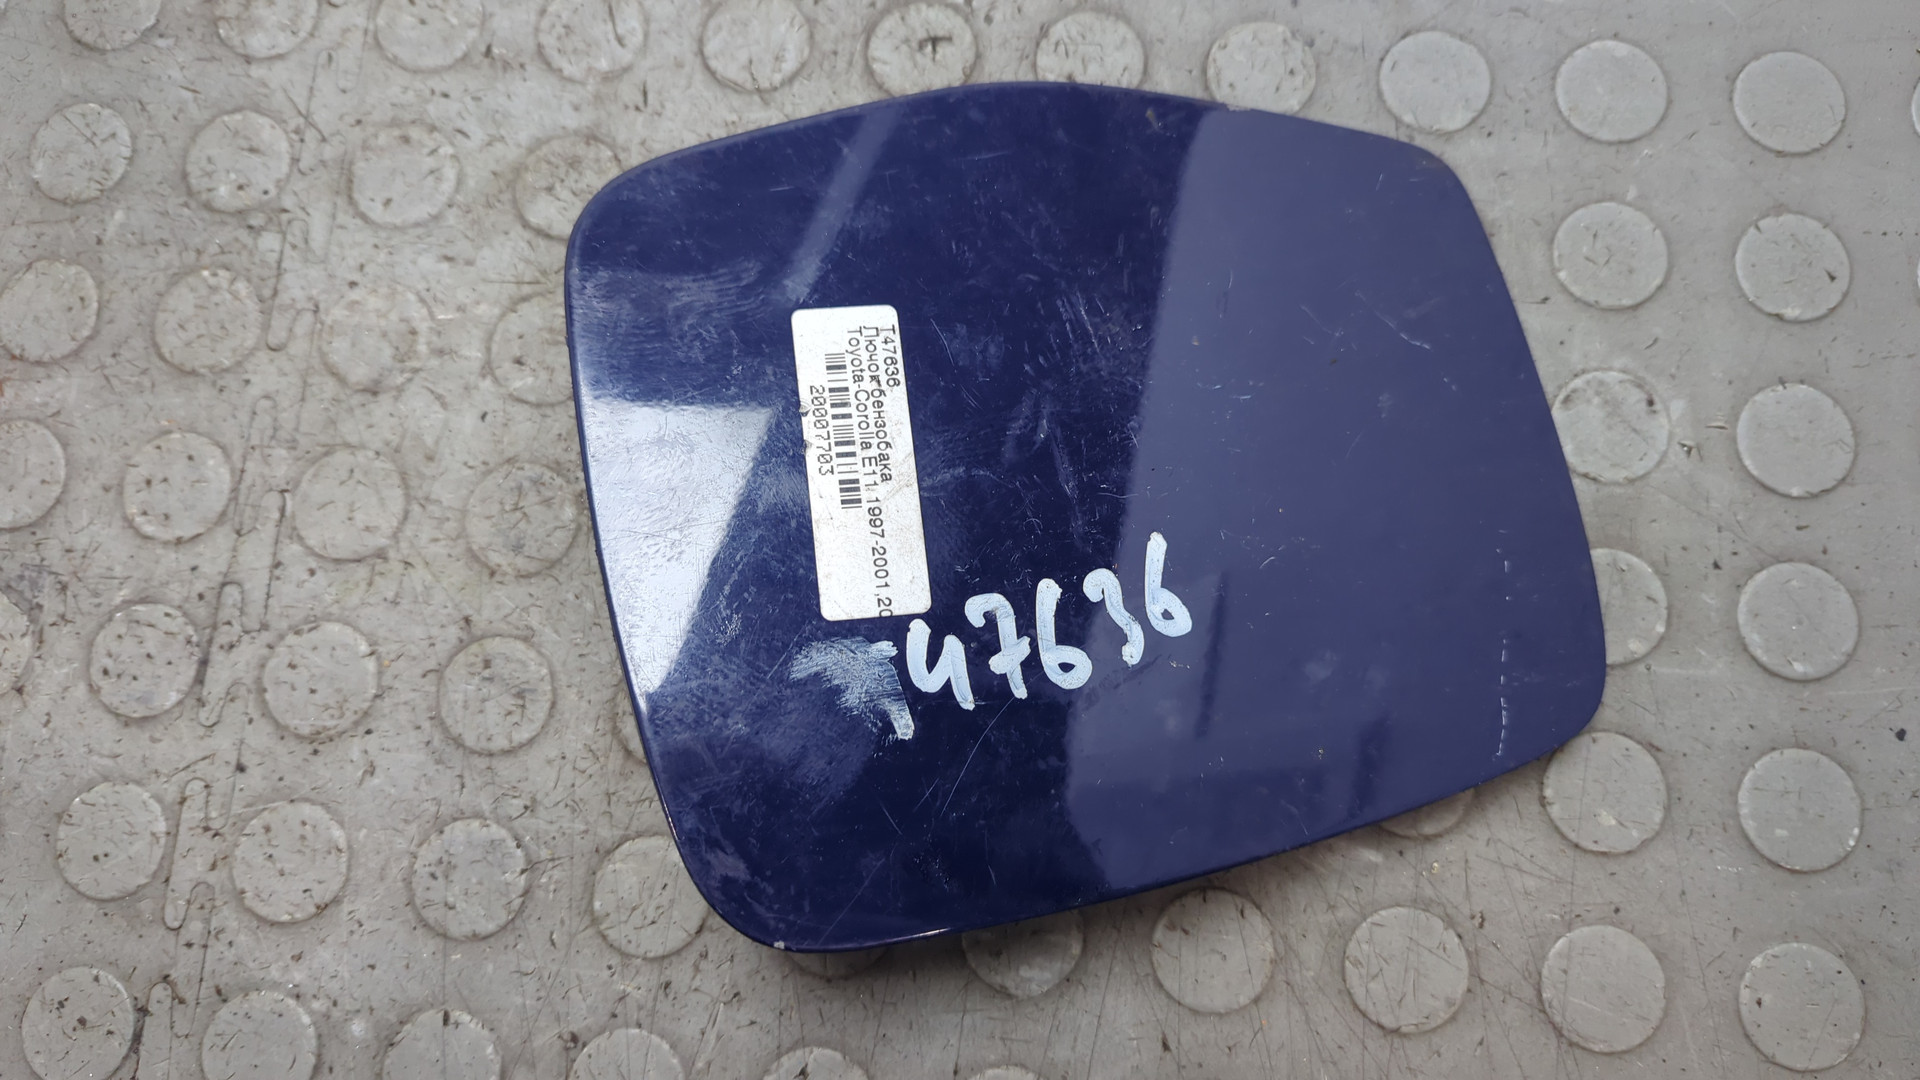 T47636
Лючок бензобака
Toyota-Corolla E11 1997-2001,20
20007703
T47636